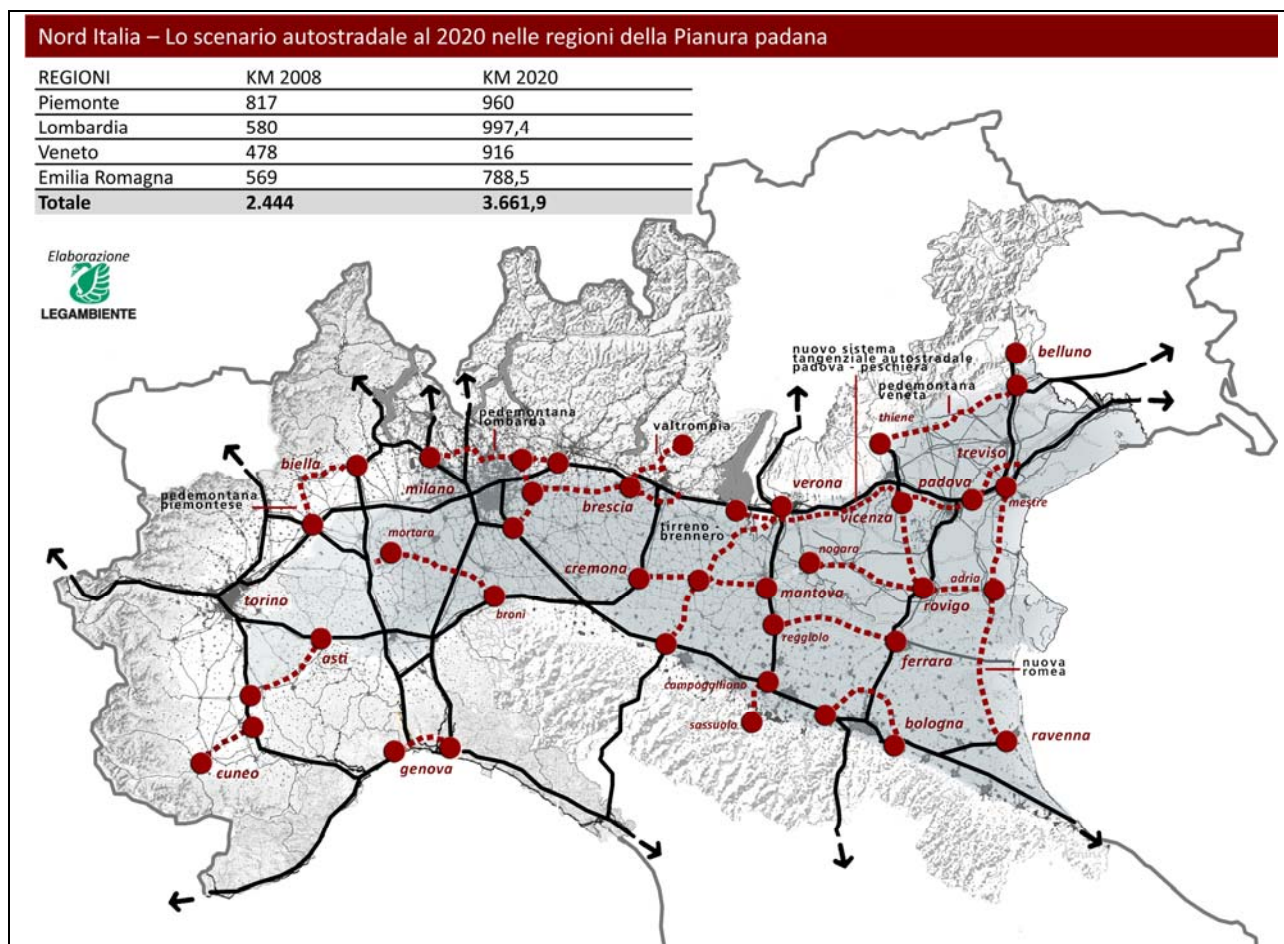 Nord Italia – Lo scenario autostradale al 2020 nelle regioni della Pianura padana
REGIONI KM 2008 KM 2020
Piemonte 817 960
Lombardia 580 997,4
Veneto 478 916
Emilia Romagna 569 788,5
Totale 2.444 3.661,9
Elaborazione
LEGAMBIENTE
nuovo sistema
tangenziale autostradale
padova - peschiera
belluno
pedemontana
veneta
thiene
pedemontana
lombarda
valtrompia
treviso
biella
milano
brescia
verona
padova
vicenza
mestre
pedemontana
piemontese
mortara
tirreno -
brennero
nogara
cremona
adria
torino
broni
mantova
rovigo
asti
reggiolo
ferrara
nuova
romea
campogalliano
sassuolo
bologna
ravenna
cuneo
genova